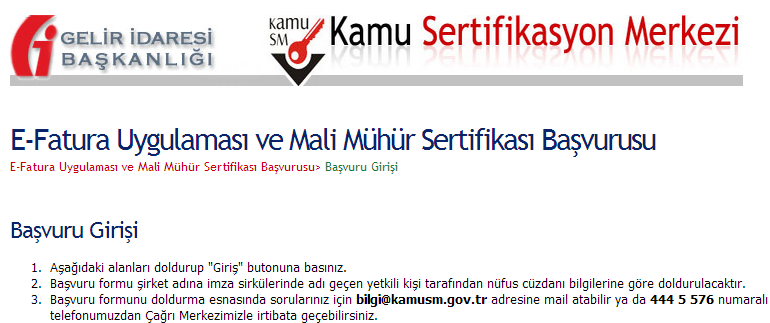 GELİR İDARESİ
BAŞKANLIĞI
kamu
SM
Kamu Sertifikasyon Merkezi
E-Fatura Uygulaması ve Mali Mühür Sertifikası Başvurusu
E-Fatura Uygulaması ve Mali Mühür Sertifikası Başvurusu> Başvuru Girişi
Başvuru Girişi
1. Aşağıdaki alanları doldurup "Giriş" butonuna basınız.
2. Başvuru formu şirket adına imza sirkülerinde adı geçen yetkili kişi tarafından nüfus cüzdanı bilgilerine göre doldurulacaktır.
3. Başvuru formunu doldurma esnasında sorularınız için bilgi@kamusm.gov.tr adresine mail atabilir ya da 444 5 576 numaralı
telefonumuzdan Çağrı Merkezimizle irtibata geçebilirsiniz.